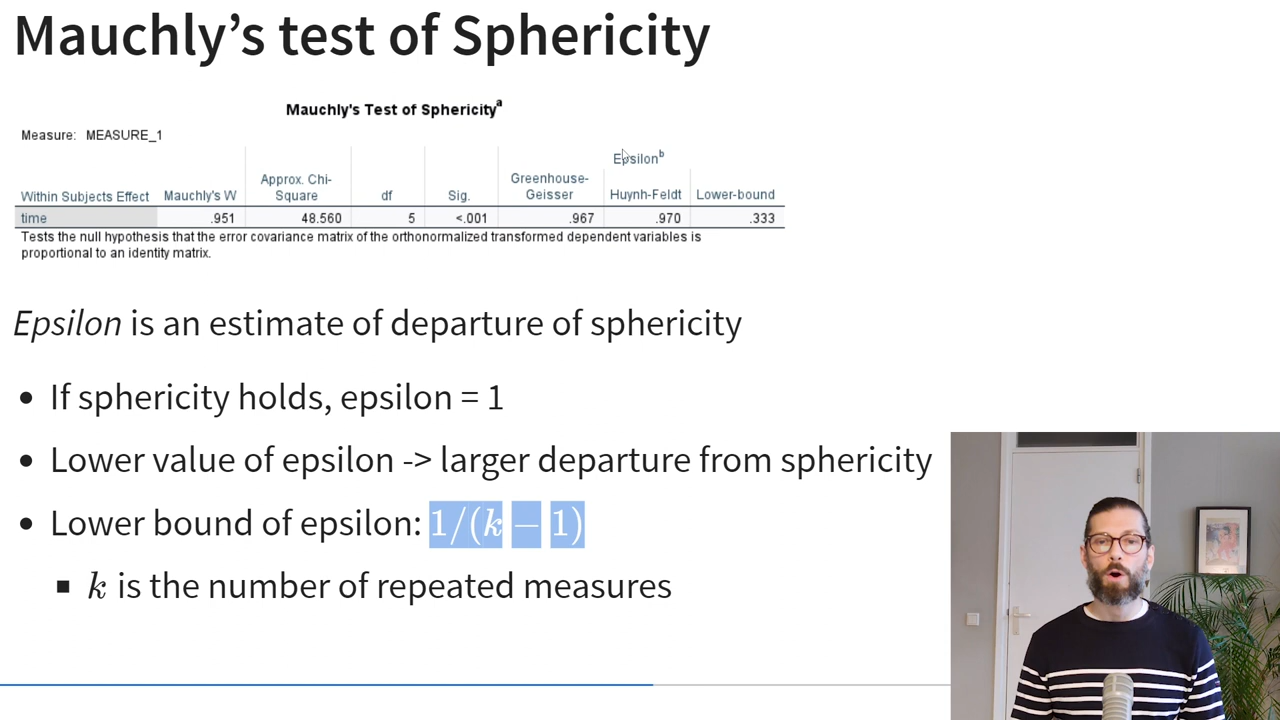 Mauchly's test of Sphericity
Mauchly's Test of Sphericityᵃ
Measure: MEASURE_1
Epsilonᵇ
Within Subjects Effect Mauchly's W Approx. Chi-Square df Sig. Greenhouse-Geisser Huynh-Feldt Lower-bound
time .951 48.560 5 <.001 .967 .970 .333
Tests the null hypothesis that the error covariance matrix of the orthonormalized transformed dependent variables is
proportional to an identity matrix.
Epsilon is an estimate of departure of sphericity
• If sphericity holds, epsilon = 1
• Lower value of epsilon -> larger departure from sphericity
• Lower bound of epsilon: 1/(k − 1)
▪ k is the number of repeated measures